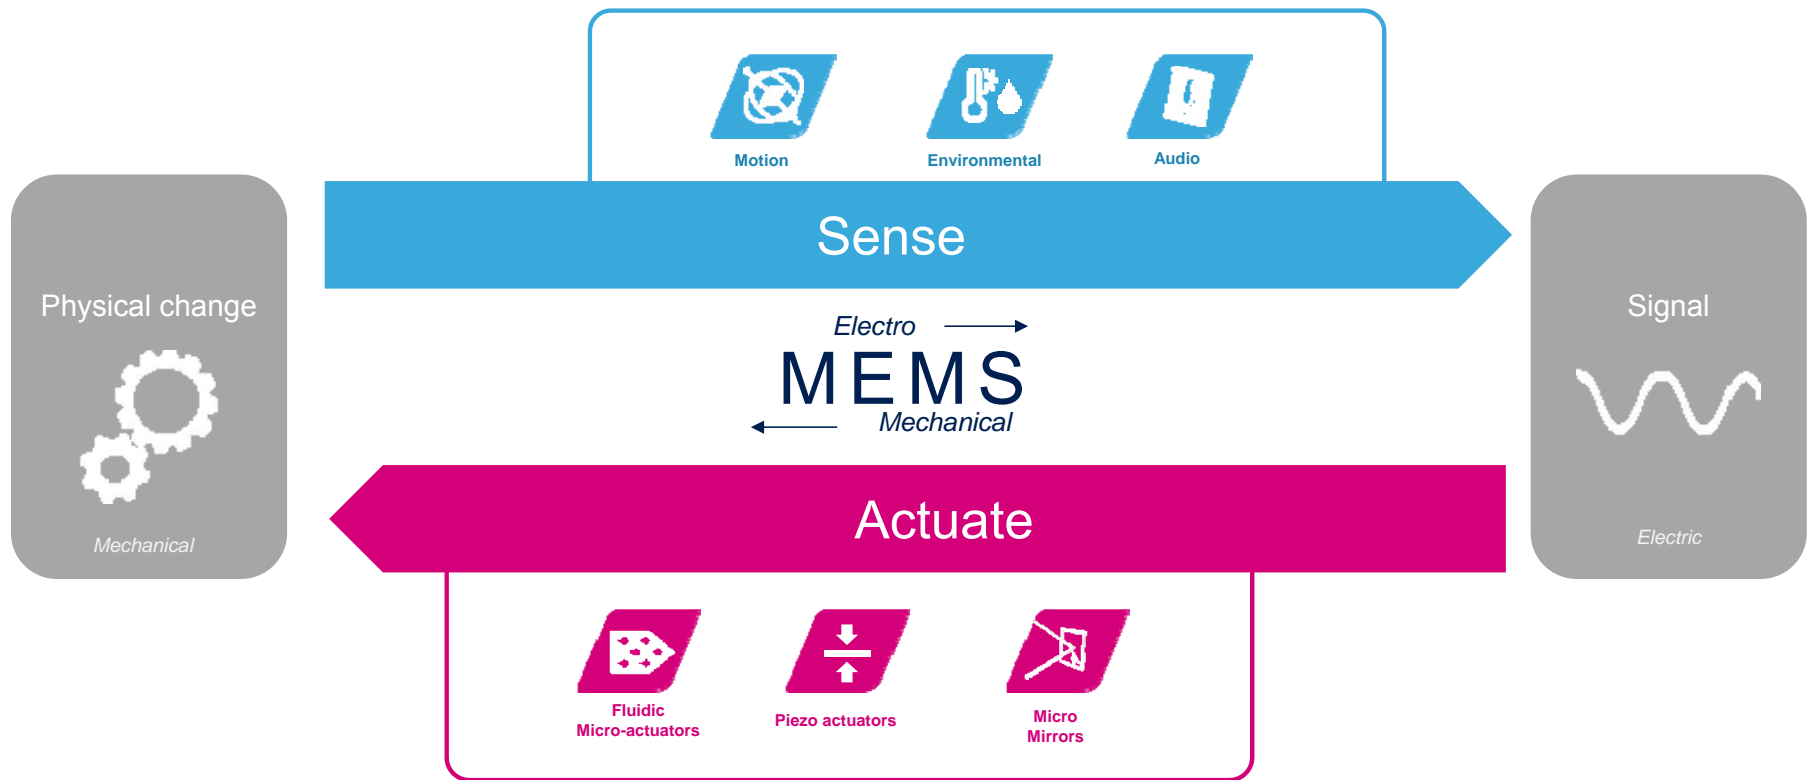 Motion
Environmental
Audio
Sense
Physical change
Mechanical
Electro
MEMS
Mechanical
Signal
Electric
Actuate
Fluidic
Micro-actuators
Piezo actuators
Micro
Mirrors